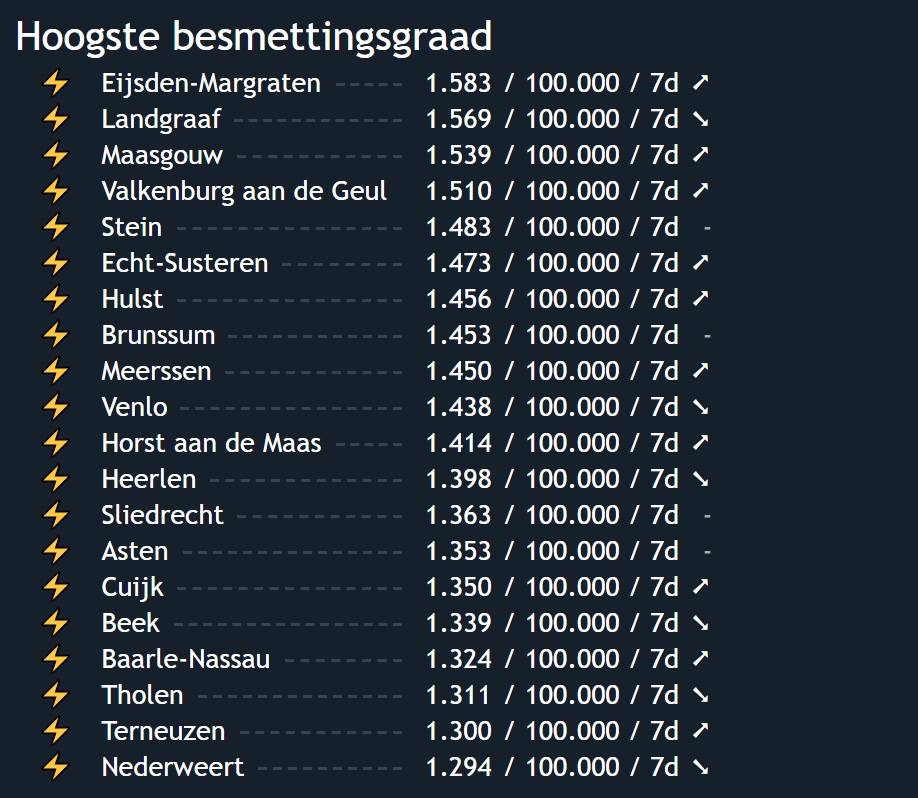 Hoogste besmettingsgraad
⚡ Eijsden-Margraten ----- 1.583 / 100.000 / 7d ➚
⚡ Landgraaf ------------ 1.569 / 100.000 / 7d ➘
⚡ Maasgouw ------------ 1.539 / 100.000 / 7d ➚
⚡ Valkenburg aan de Geul 1.510 / 100.000 / 7d ➚
⚡ Stein ---------------- 1.483 / 100.000 / 7d -
⚡ Echt-Susteren --------- 1.473 / 100.000 / 7d ➚
⚡ Hulst ---------------- 1.456 / 100.000 / 7d ➚
⚡ Brunssum ------------- 1.453 / 100.000 / 7d -
⚡ Meerssen ------------- 1.450 / 100.000 / 7d ➚
⚡ Venlo ---------------- 1.438 / 100.000 / 7d ➘
⚡ Horst aan de Maas ----- 1.414 / 100.000 / 7d ➚
⚡ Heerlen -------------- 1.398 / 100.000 / 7d ➘
⚡ Sliedrecht ------------ 1.363 / 100.000 / 7d -
⚡ Asten ---------------- 1.353 / 100.000 / 7d -
⚡ Cuijk ---------------- 1.350 / 100.000 / 7d ➚
⚡ Beek ----------------- 1.339 / 100.000 / 7d ➘
⚡ Baarle-Nassau --------- 1.324 / 100.000 / 7d ➚
⚡ Tholen --------------- 1.311 / 100.000 / 7d ➘
⚡ Terneuzen ------------ 1.300 / 100.000 / 7d ➚
⚡ Nederweert ----------- 1.294 / 100.000 / 7d ➘